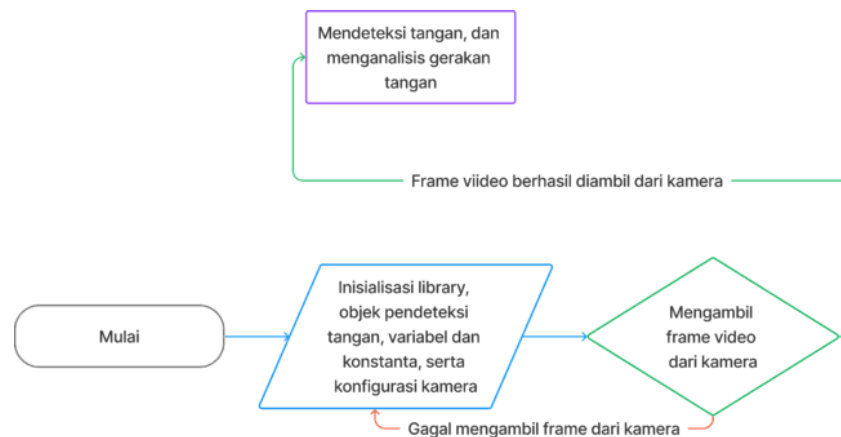 Mendeteksi tangan, dan
menganalisis gerakan
tangan
Frame viideo berhasil diambil dari kamera
Mulai
Inisialisasi library,
objek pendeteksi
tangan, variabel dan
konstanta, serta
konfigurasi kamera
Mengambil
frame video
dari kamera
Gagal mengambil frame dari kamera